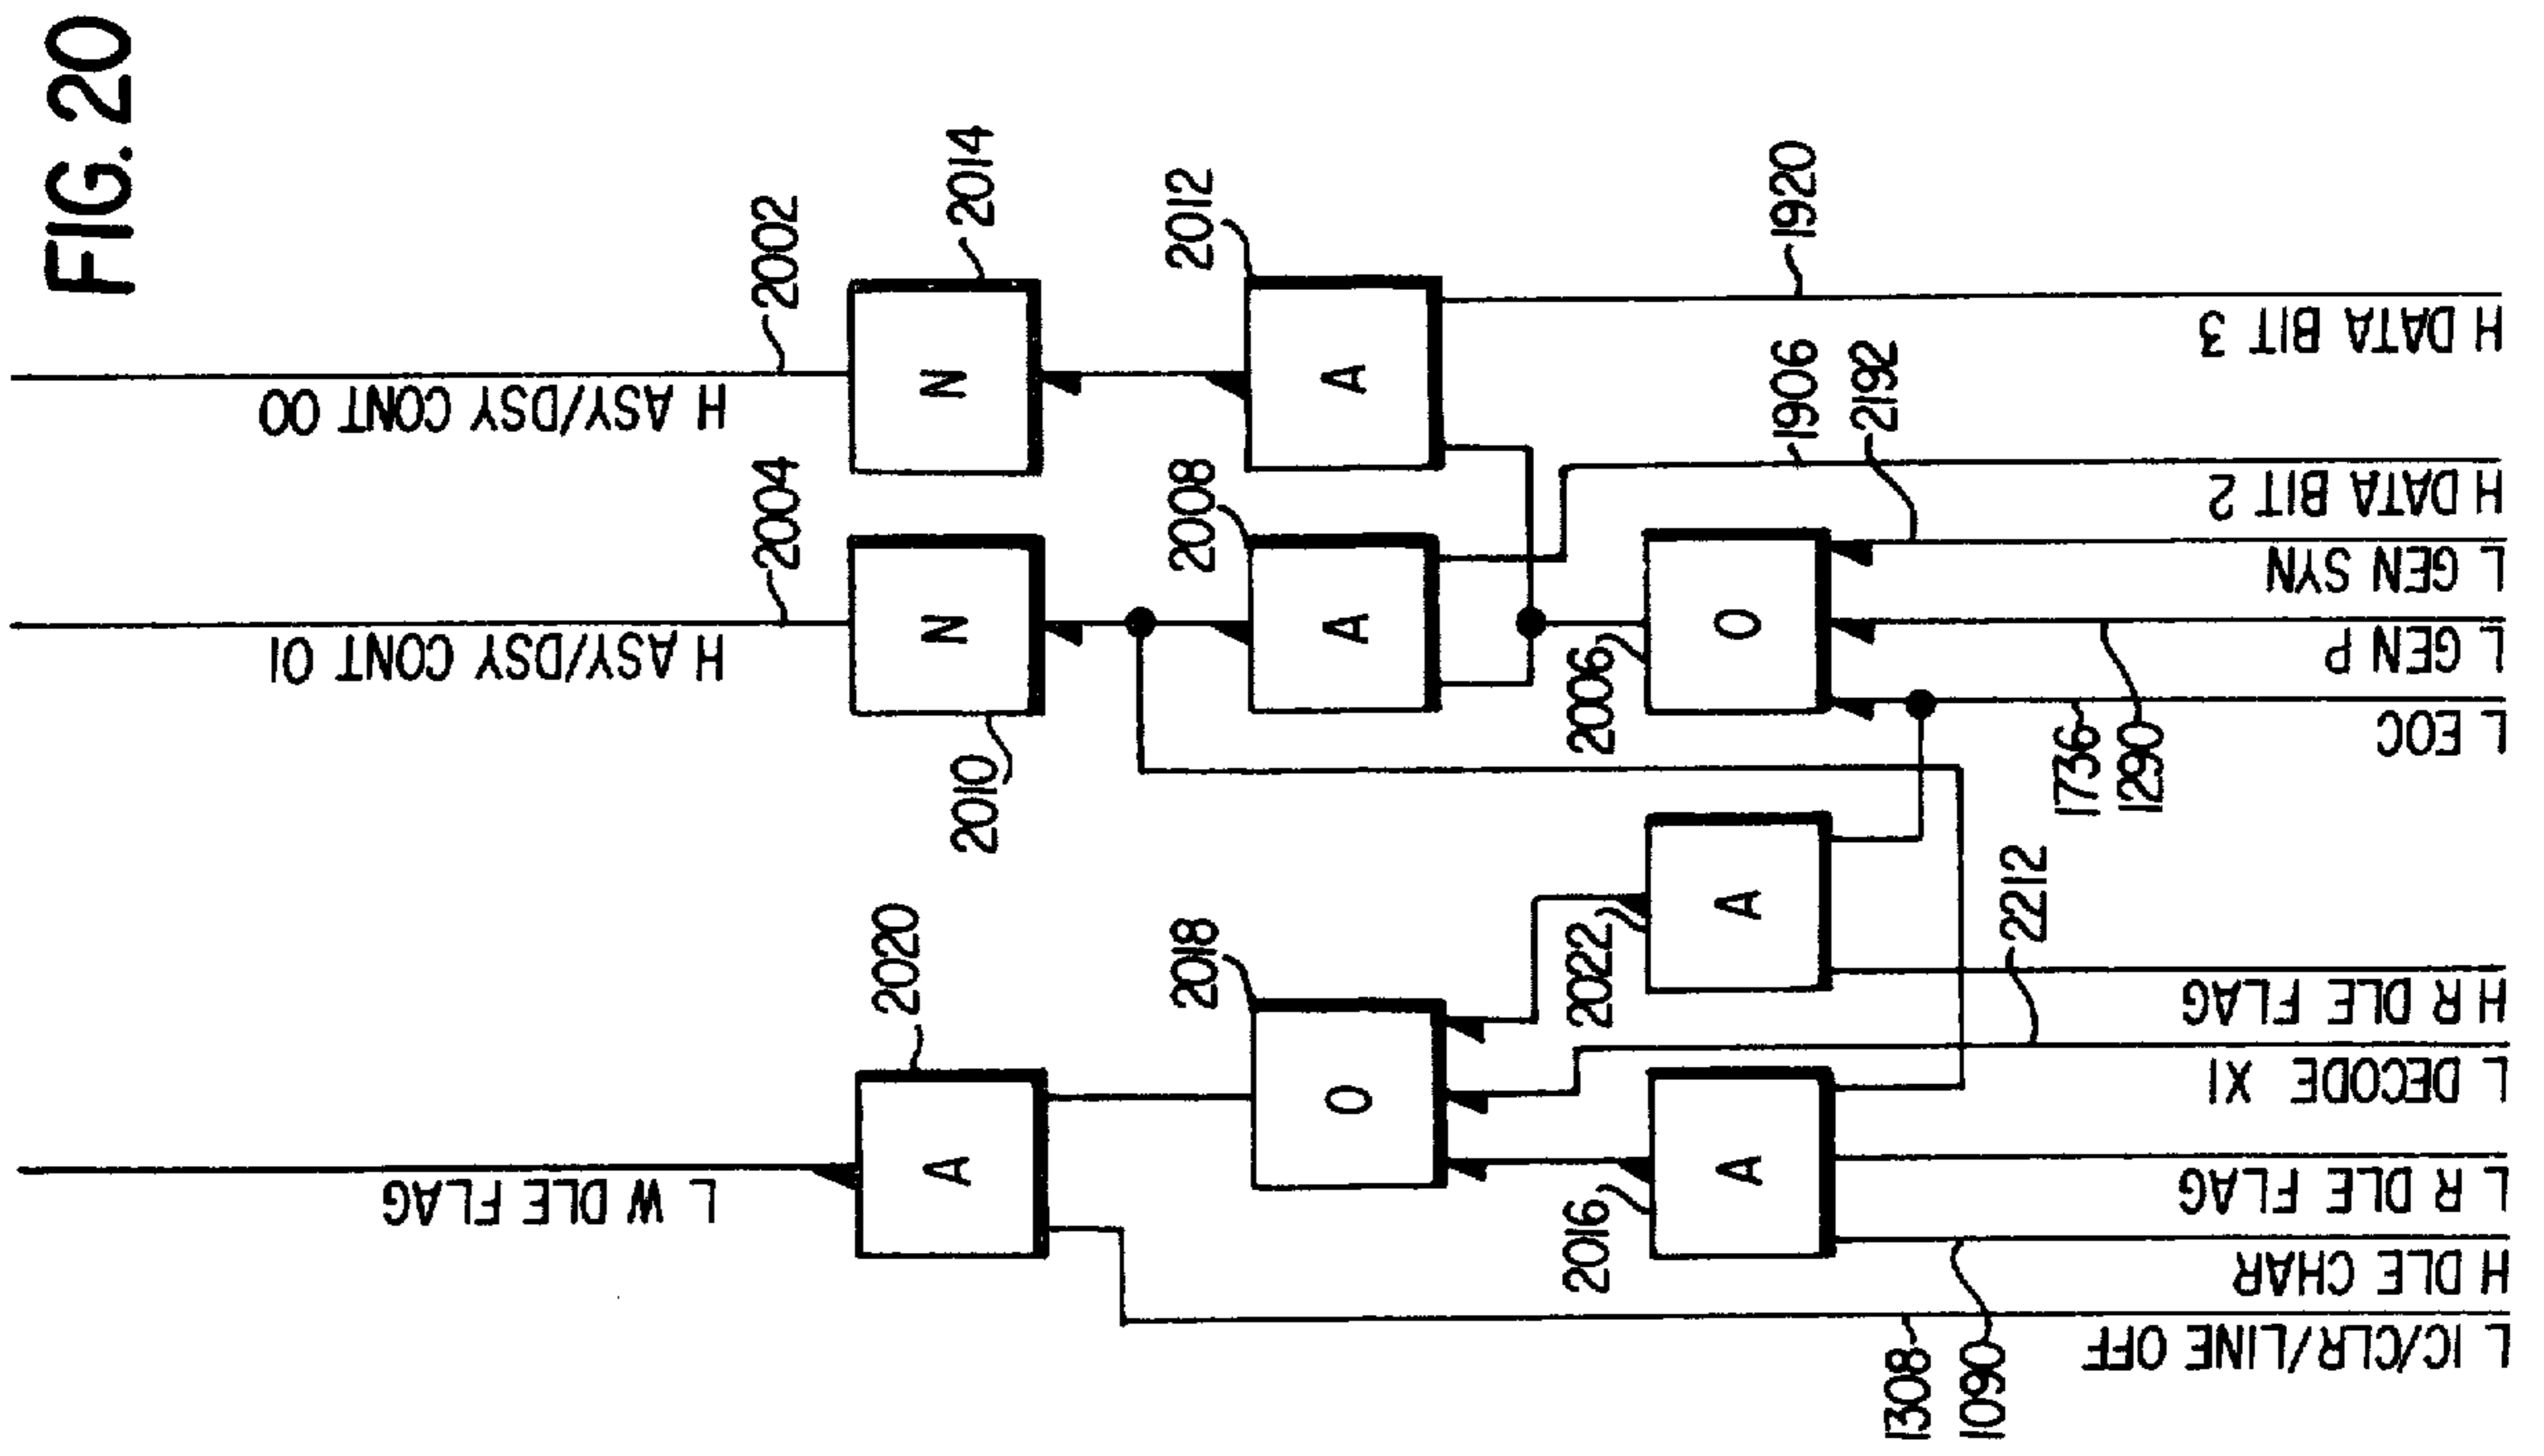 FIG. 20
H ASY/DSY CONT 00
2002
2014
N
2012
A
1920
H DATA BIT 3
H ASY/DSY CONT 01
2004
N
2010
2008
A
1906
H DATA BIT 2
2192
L GEN SYN
O
2006
1290
L GEN P
1736
L EOC
2022
A
H R DLE FLAG
2212
L DECODE X1
2018
O
L W DLE FLAG
2020
A
2016
A
L R DLE FLAG
1090
H DLE CHAR
1308
L IC/CLR/LINE OFF